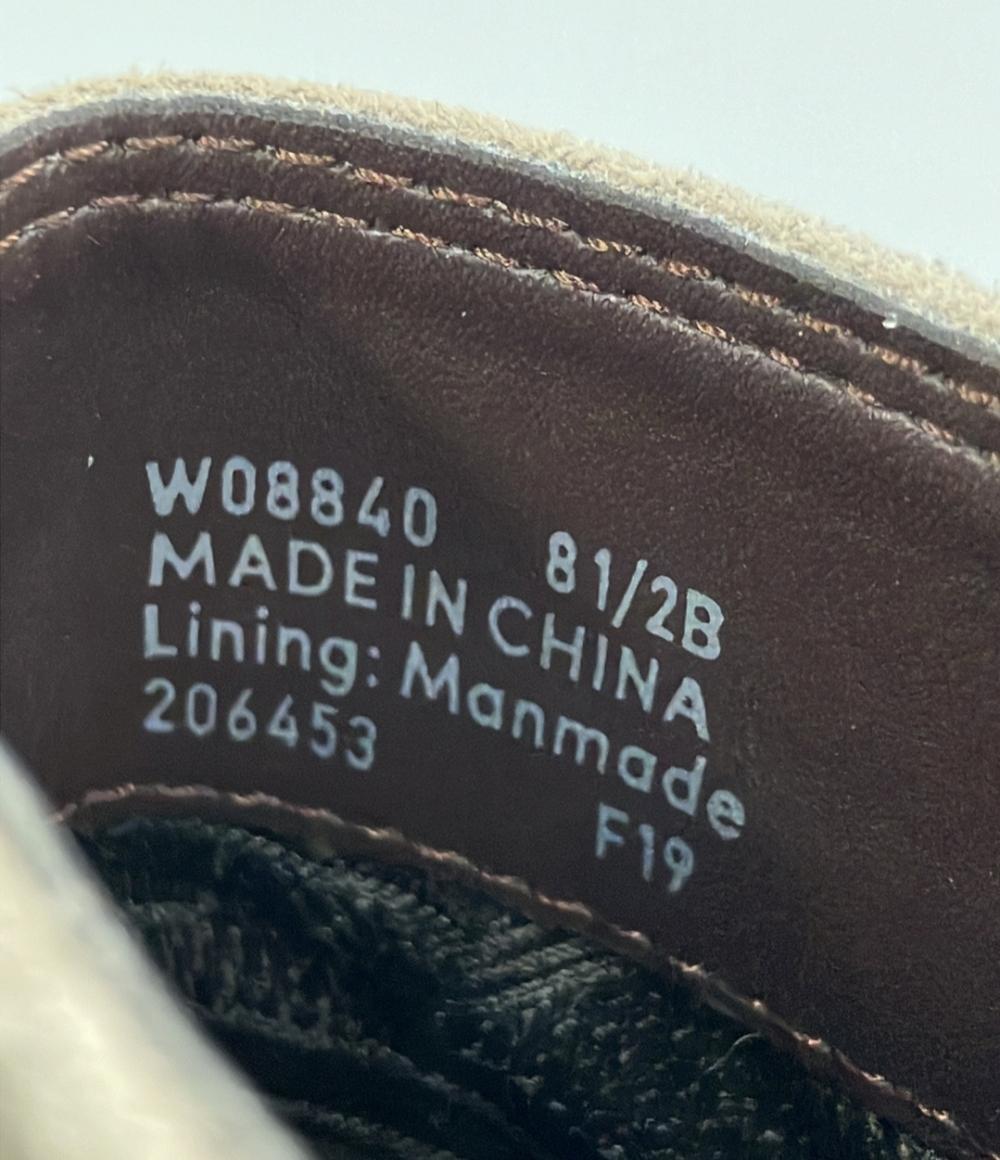 W08840 81/2B
MADE IN CHINA
Lining: Manmade
206453
F19